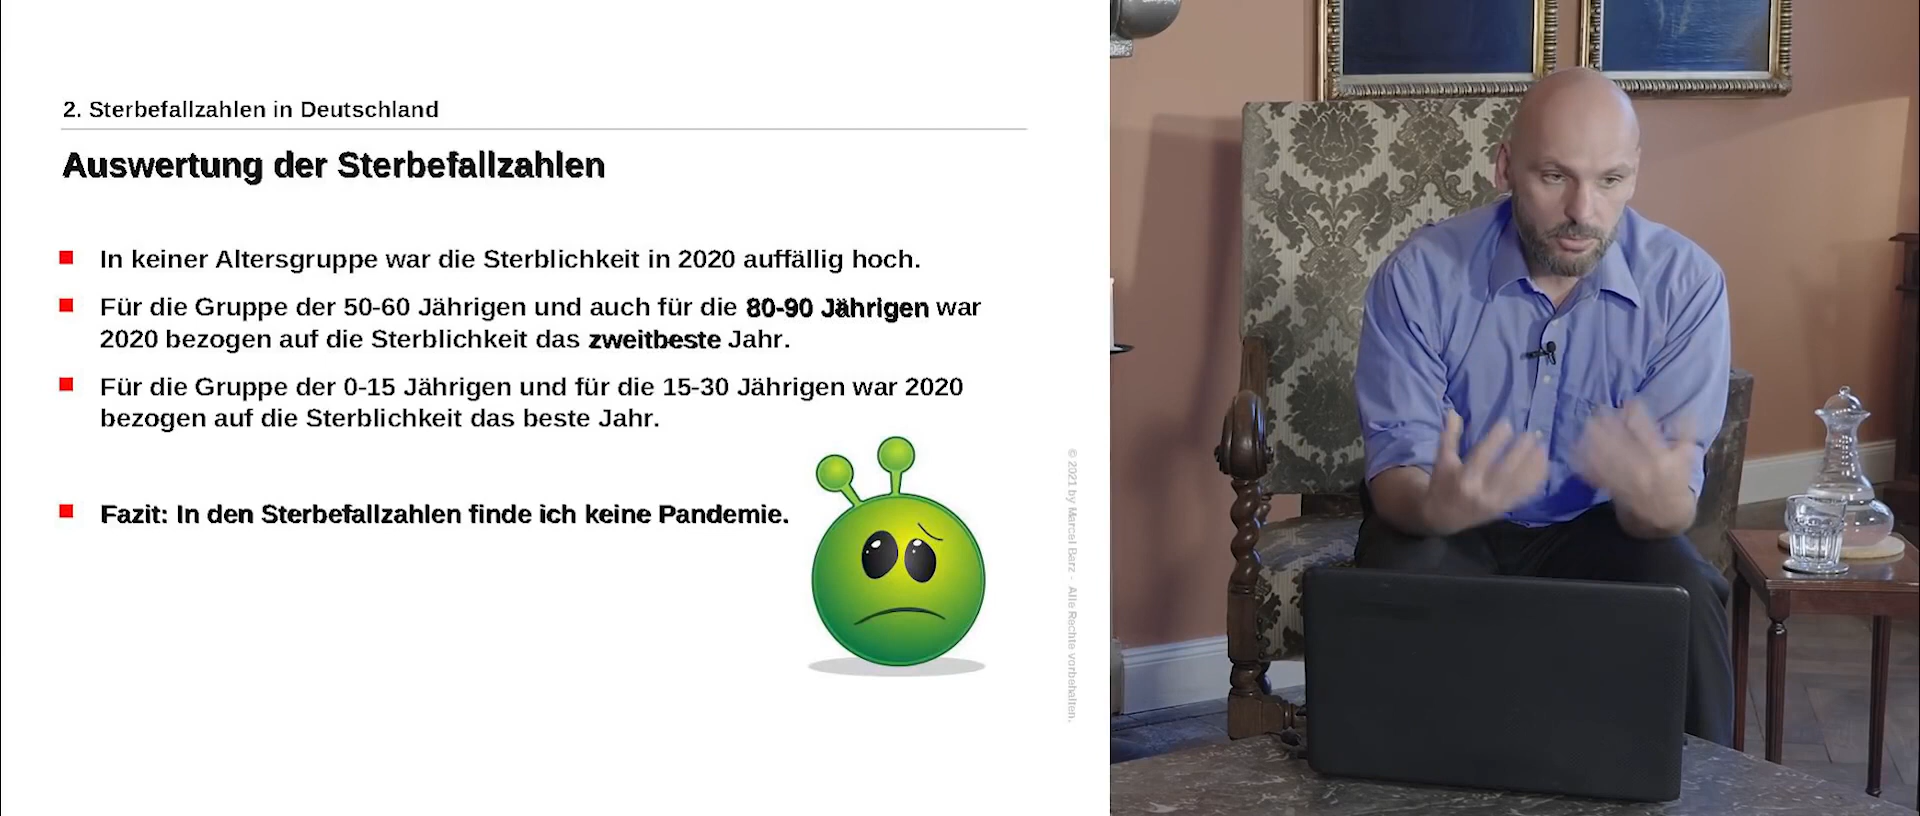 2. Sterbefallzahlen in Deutschland
Auswertung der Sterbefallzahlen
In keiner Altersgruppe war die Sterblichkeit in 2020 auffällig hoch.
Für die Gruppe der 50-60 Jährigen und auch für die 80-90 Jährigen war
2020 bezogen auf die Sterblichkeit das zweitbeste Jahr.
Für die Gruppe der 0-15 Jährigen und für die 15-30 Jährigen war 2020
bezogen auf die Sterblichkeit das beste Jahr.
Fazit: In den Sterbefallzahlen finde ich keine Pandemie.
© 2021 by Marcel Barz - Alle Rechte vorbehalten.